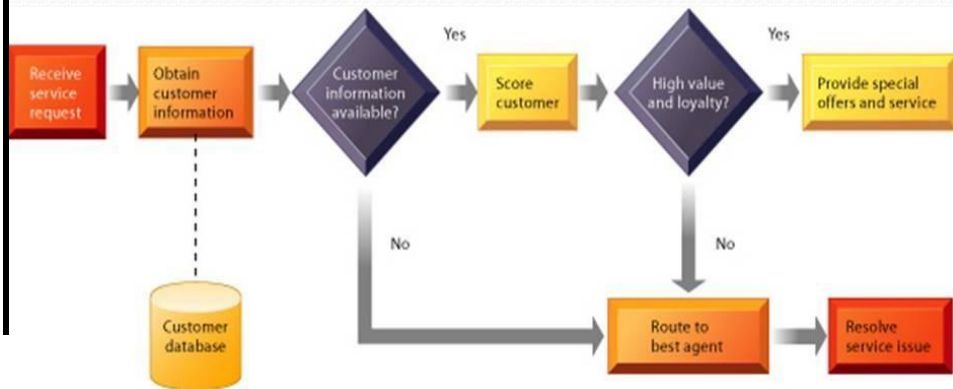 Receive
service
request
Obtain
customer
information
Customer
information
available?
Yes
Score
customer
High value
and loyalty?
Yes
Provide special
offers and service
No
No
Customer
database
Route to
best agent
Resolve
service issue